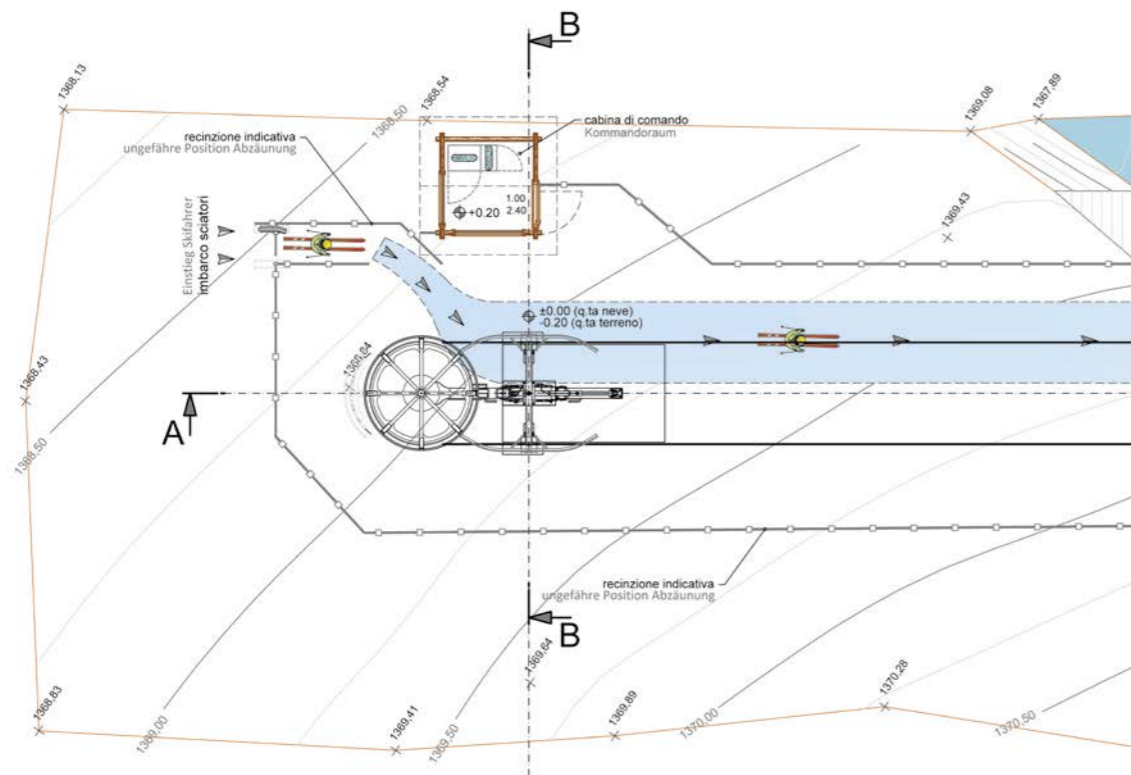 B
1368,13
1368,54
1368,50
1369,08
1367,89
recinzione indicativa
ungefähre Position Abzäunung
cabina di comando
Kommandoraum
1.00
2.40
+0.20
1369,43
Einstieg Skifahrer
imbarco sciatori
±0.00 (q.ta neve)
-0.20 (q.ta terreno)
1368,43
A
1368,50
recinzione indicativa
ungefähre Position Abzäunung
B
1369,64
1370,28
1368,83
1369,00
1369,41
1369,50
1369,89
1370,00
1370,50